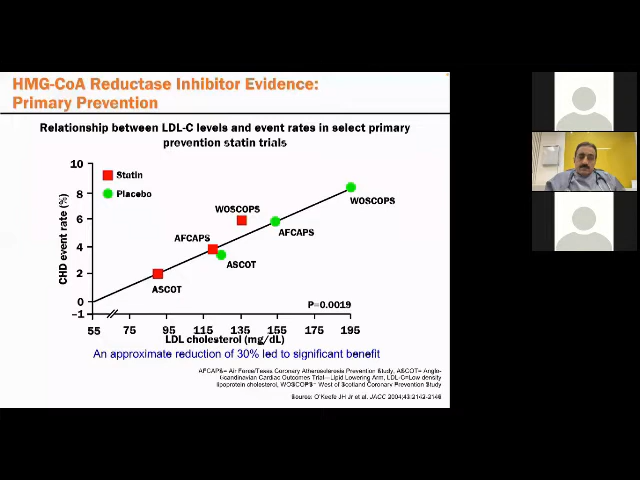 HMG-CoA Reductase Inhibitor Evidence:
Primary Prevention
Relationship between LDL-C levels and event rates in select primary
prevention statin trials
CHD event rate (%)
10
8
6
4
2
0
−1
Statin
Placebo
WOSCOPS
WOSCOPS
AFCAPS
AFCAPS
ASCOT
ASCOT
P=0.0019
55 75 95 115 135 155 175 195
LDL cholesterol (mg/dL)
An approximate reduction of 30% led to significant benefit
AFCAPS= Air Force/Texas Coronary Atherosclerosis Prevention Study, ASCOT= Anglo-
Scandinavian Cardiac Outcomes Trial—Lipid Lowering Arm, LDL-C=Low density
lipoprotein cholesterol, WOSCOPS= West of Scotland Coronary Prevention Study
Source: O'Keefe JH Jr et al. JACC 2004;43:2142-2146